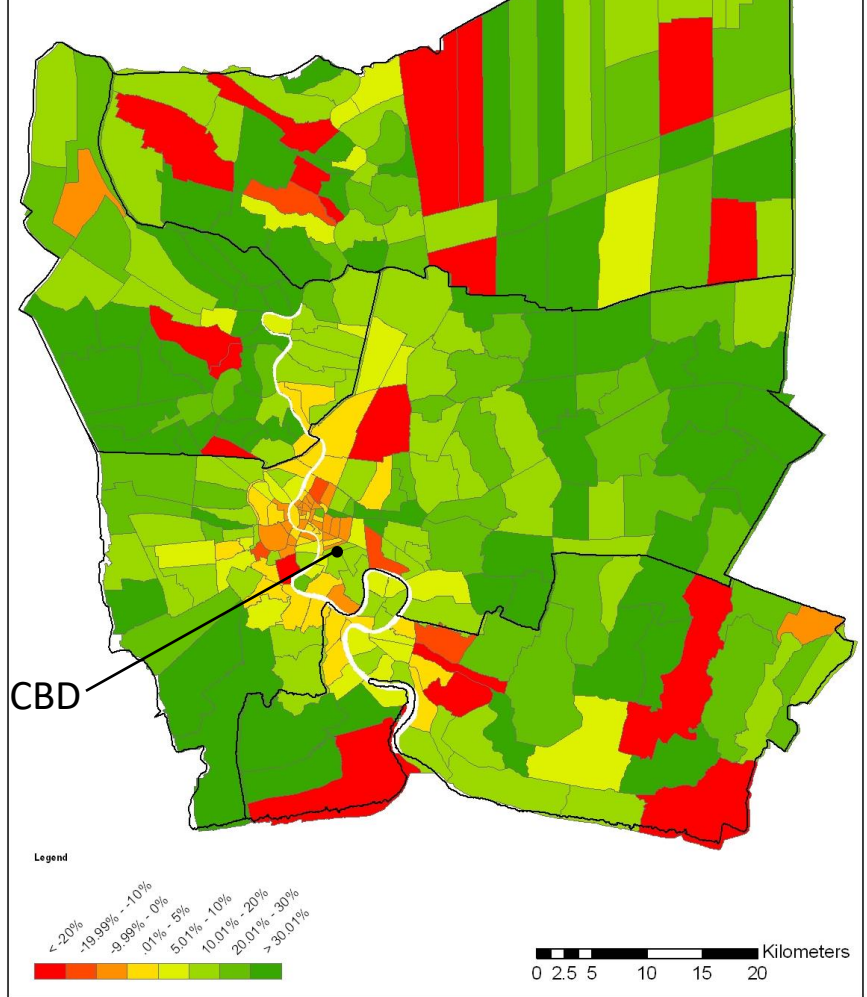 CBD
Legend
< -20%
-19.99% - -10%
-9.99% - 0%
.01% - 5%
5.01% - 10%
10.01% - 20%
20.01% - 30%
> 30.01%
Kilometers
0 2.5 5 10 15 20